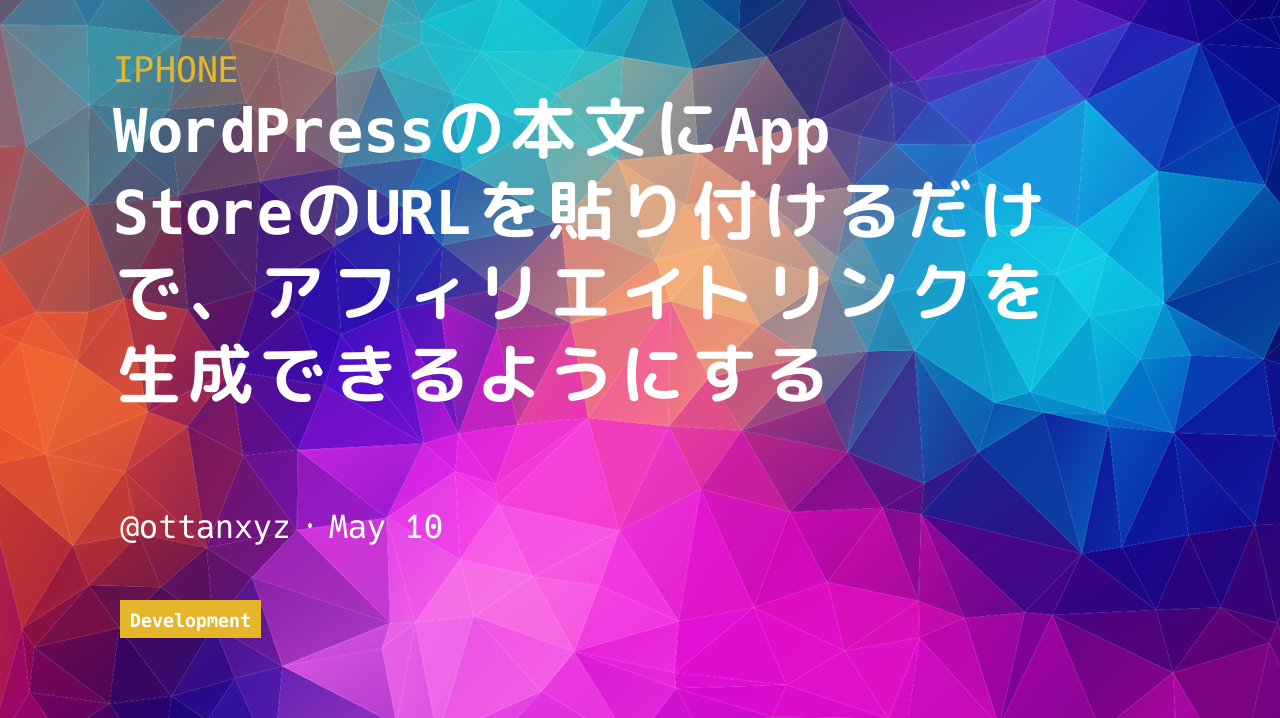 IPHONE
WordPressの本文にApp
StoreのURLを貼り付けるだけ
で、アフィリエイトリンクを
生成できるようにする
@ottanxyz・May 10
Development